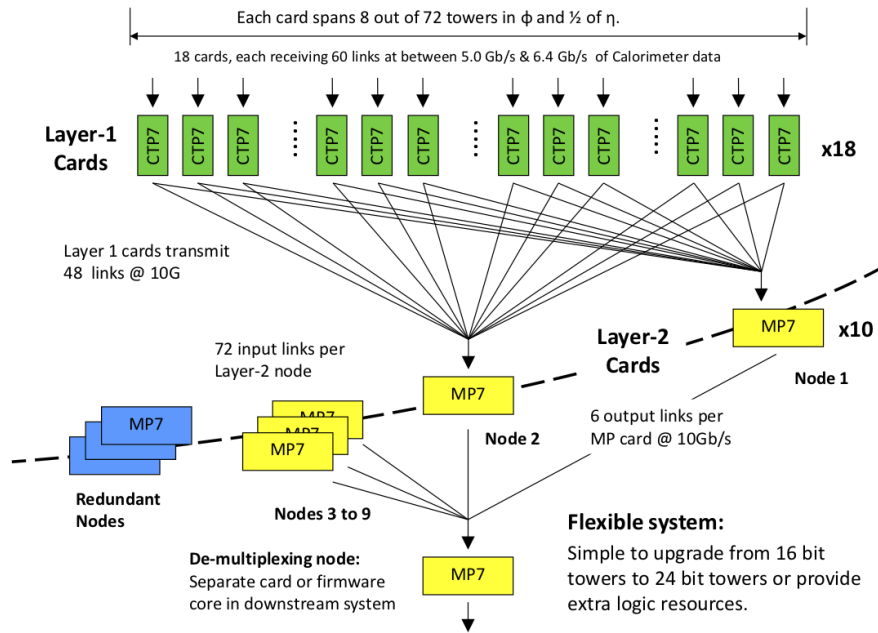 Each card spans 8 out of 72 towers in ϕ and ½ of η.
18 cards, each receiving 60 links at between 5.0 Gb/s & 6.4 Gb/s of Calorimeter data
Layer-1
Cards
CTP7
CTP7
CTP7
CTP7
CTP7
CTP7
CTP7
CTP7
CTP7
CTP7
CTP7
CTP7
x18
Layer 1 cards transmit
48 links @ 10G
MP7
x10
Layer-2
Cards
Node 1
72 input links per
Layer-2 node
MP7
Node 2
6 output links per
MP card @ 10Gb/s
MP7
MP7
MP7
Redundant
Nodes
Nodes 3 to 9
De-multiplexing node:
Separate card or firmware
core in downstream system
MP7
Flexible system:
Simple to upgrade from 16 bit
towers to 24 bit towers or provide
extra logic resources.